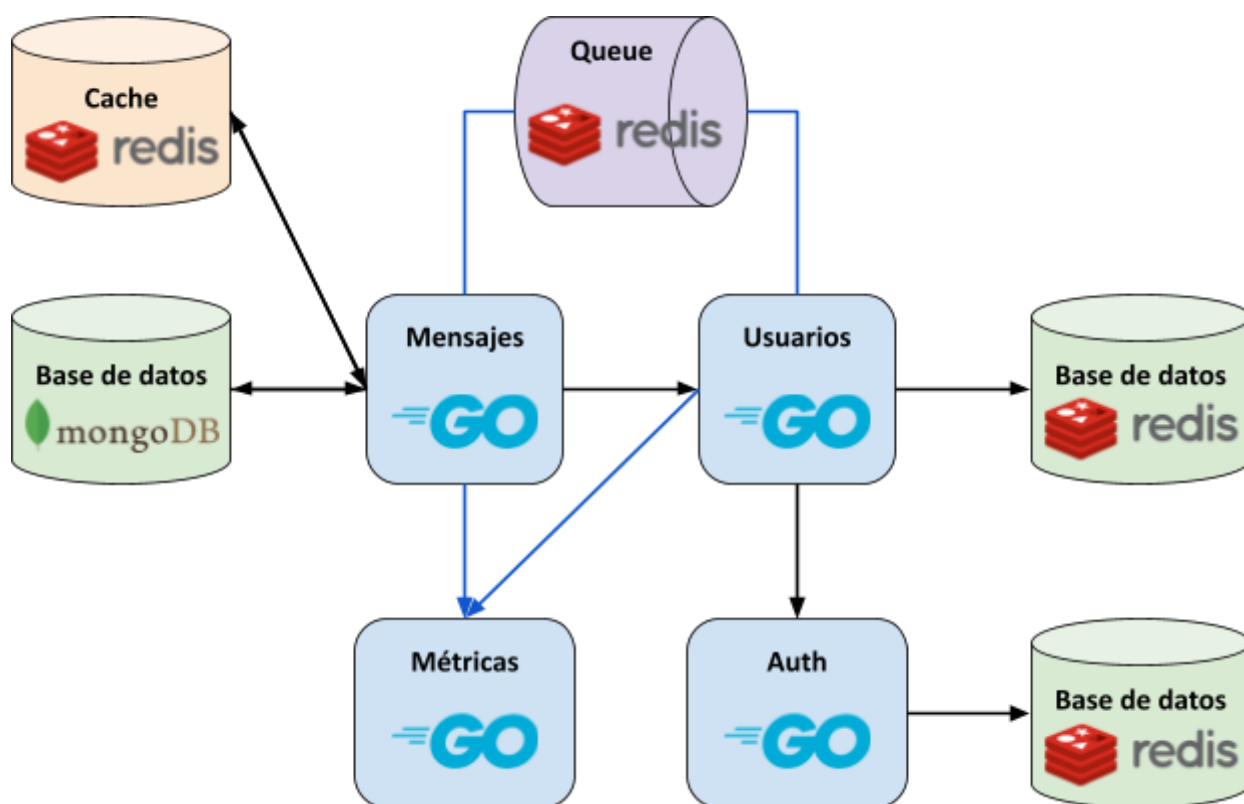 Queue
redis
Cache
redis
Mensajes
GO
Usuarios
GO
Base de datos
mongoDB
Base de datos
redis
Métricas
GO
Auth
GO
Base de datos
redis